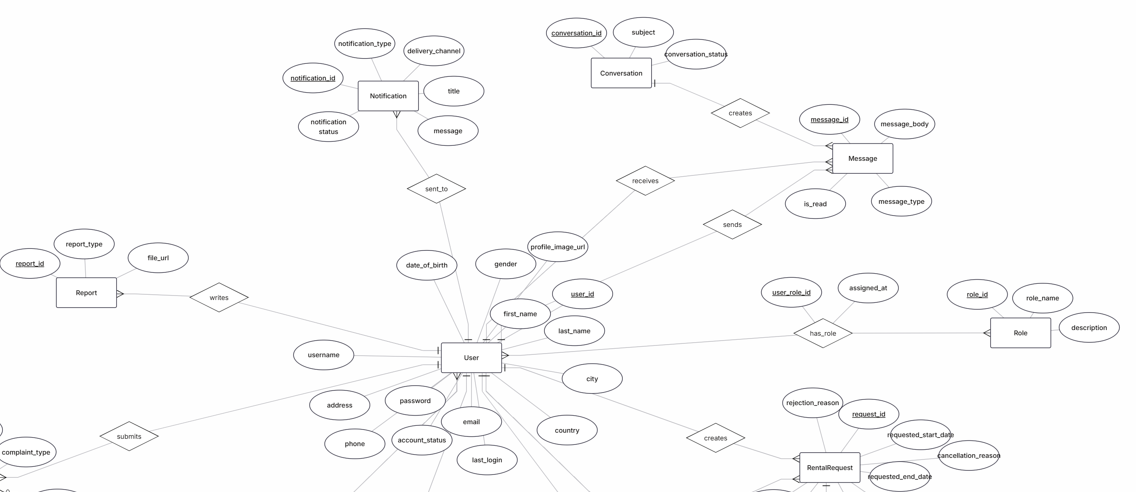 conversation_id
subject
notification_type
delivery_channel
conversation_status
Conversation
notification_id
title
Notification
creates
message_id
message_body
notification
status
message
Message
receives
sent_to
is_read
message_type
sends
report_type
profile_image_url
file_url
report_id
date_of_birth
gender
Report
writes
user_id
user_role_id
assigned_at
role_id
role_name
first_name
last_name
has_role
Role
description
username
User
city
address
password
rejection_reason
request_id
email
country
requested_start_date
submits
phone
account_status
creates
complaint_type
last_login
cancellation_reason
RentalRequest
requested_end_date